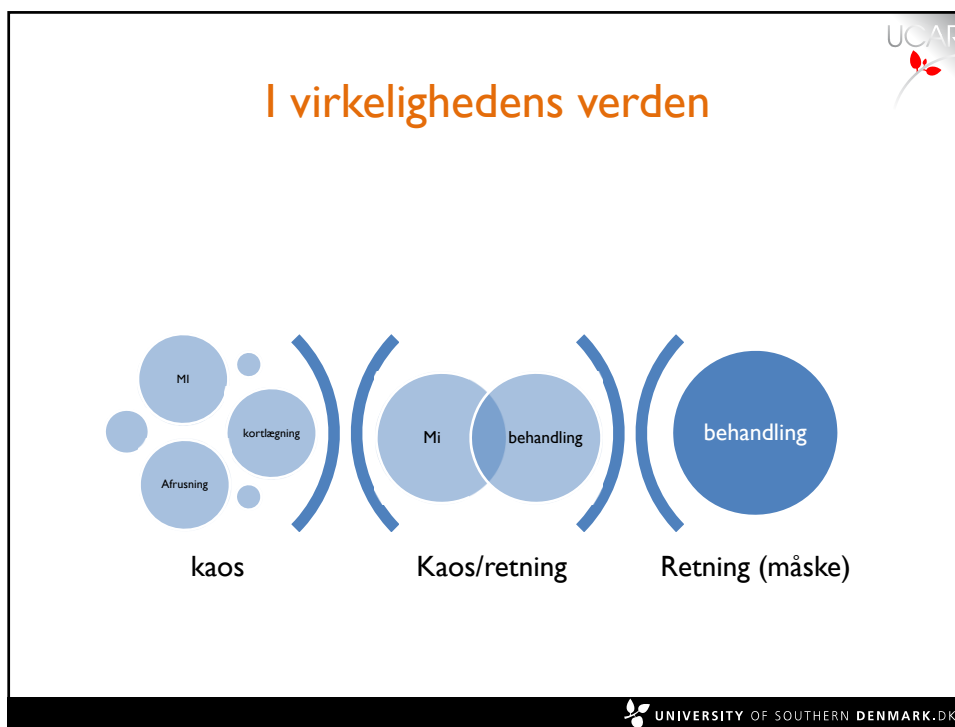 UCAR
I virkelighedens verden
MI
kortlægning
Afrusning
Mi
behandling
behandling
kaos
Kaos/retning
Retning (måske)
UNIVERSITY OF SOUTHERN DENMARK.DK